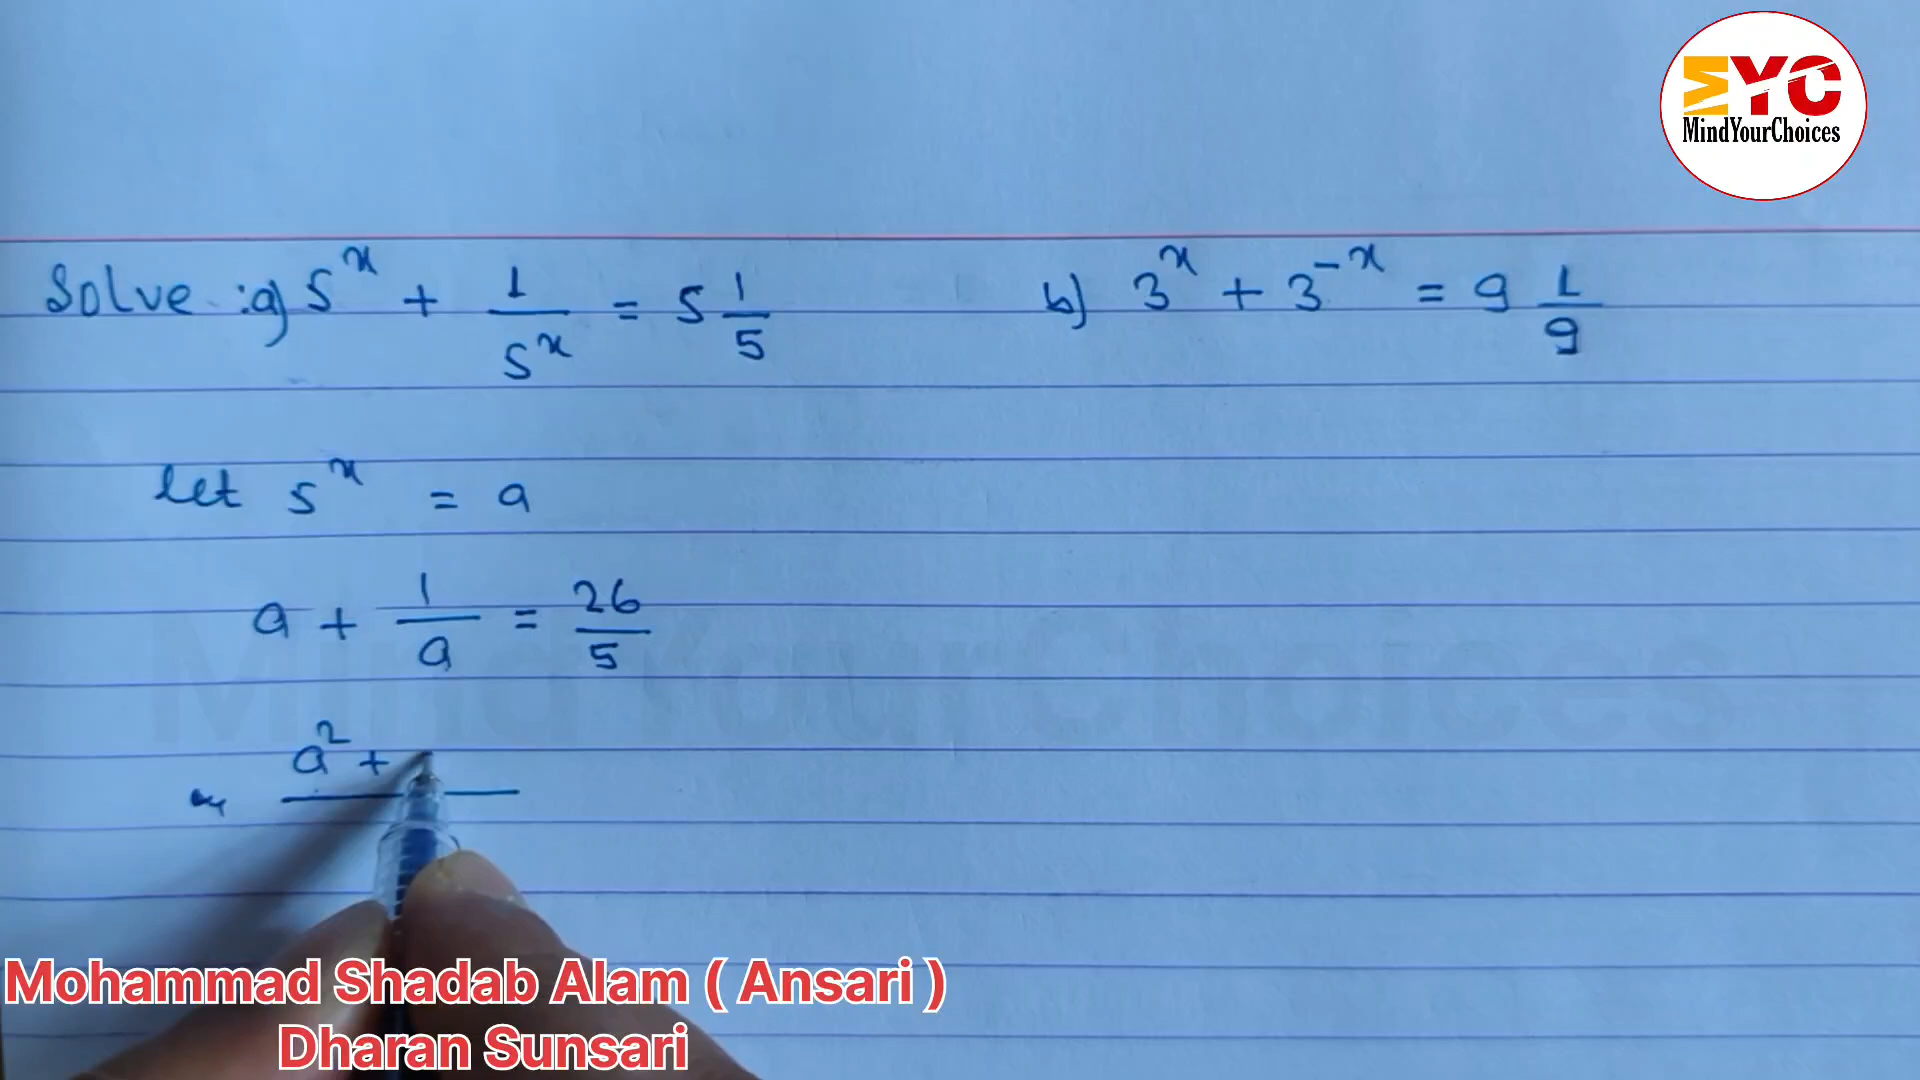 MYC
MindYourChoices
Solve : a) 5^x + 1/5^x = 5 1/5
b) 3^x + 3^-x = 9 1/9
let 5^x = a
a + 1/a = 26/5
MindYourChoices
a^2 +
Mohammad Shadab Alam ( Ansari )
Dharan Sunsari